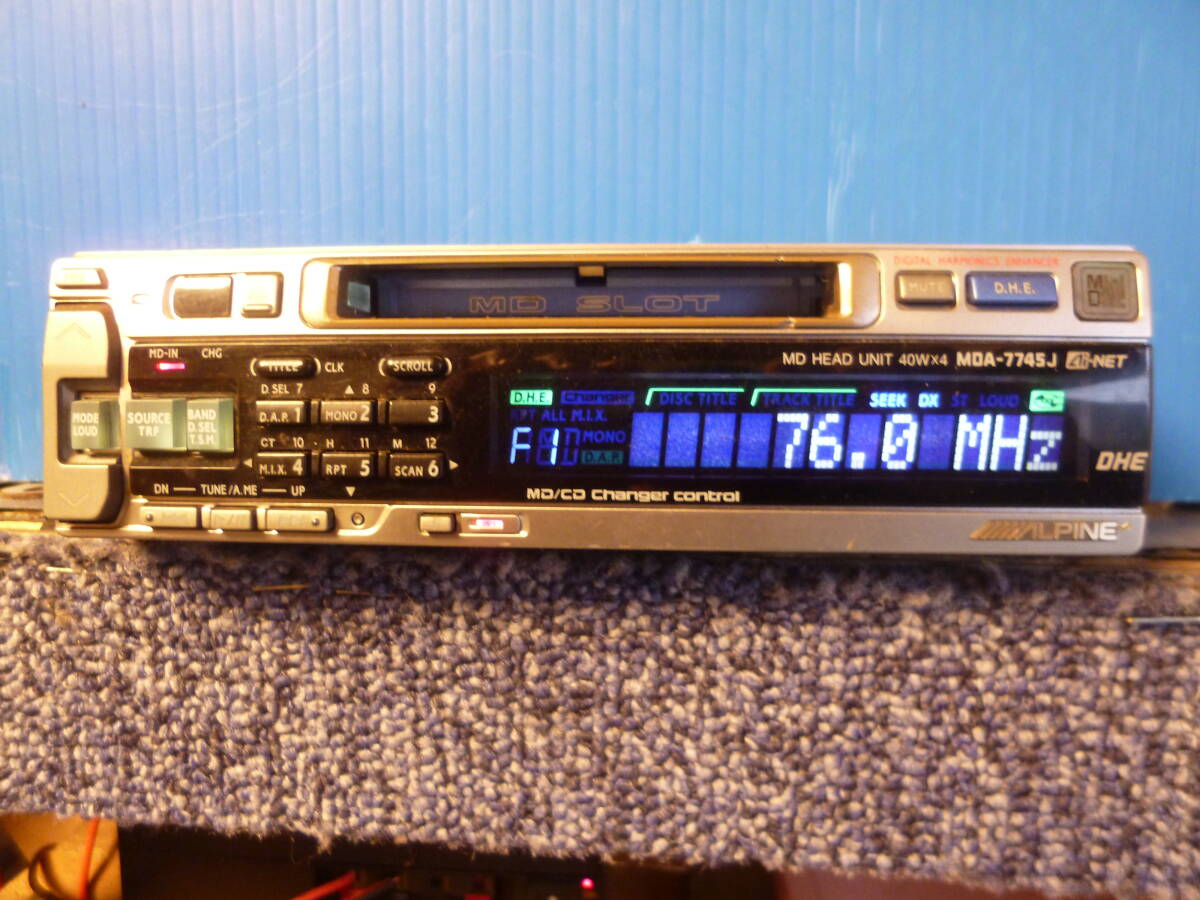 DIGITAL HARMONICS ENHANCER
MD SLOT
MUTE
D.H.E.
MD HEAD UNIT 40W×4 MDA-7745J Ai-NET
MD-IN CHG
TITLE CLK SCROLL
D.SEL 7 ▲ 8 9
D.A.P. 1 MONO 2 3
CT 10 H 11 M 12
M.I.X. 4 RPT 5 SCAN 6
MODE LOUD
SOURCE TRF
BAND D.SEL T.S.M.
DN TUNE/A.ME UP
D.H.E. Changer DISC TITLE TRACK TITLE SEEK DX ST LOUD
ALL M.I.X.
MONO
D.A.P.
F1 76.0 MHz
DHE
MD/CD Changer control
ALPINE